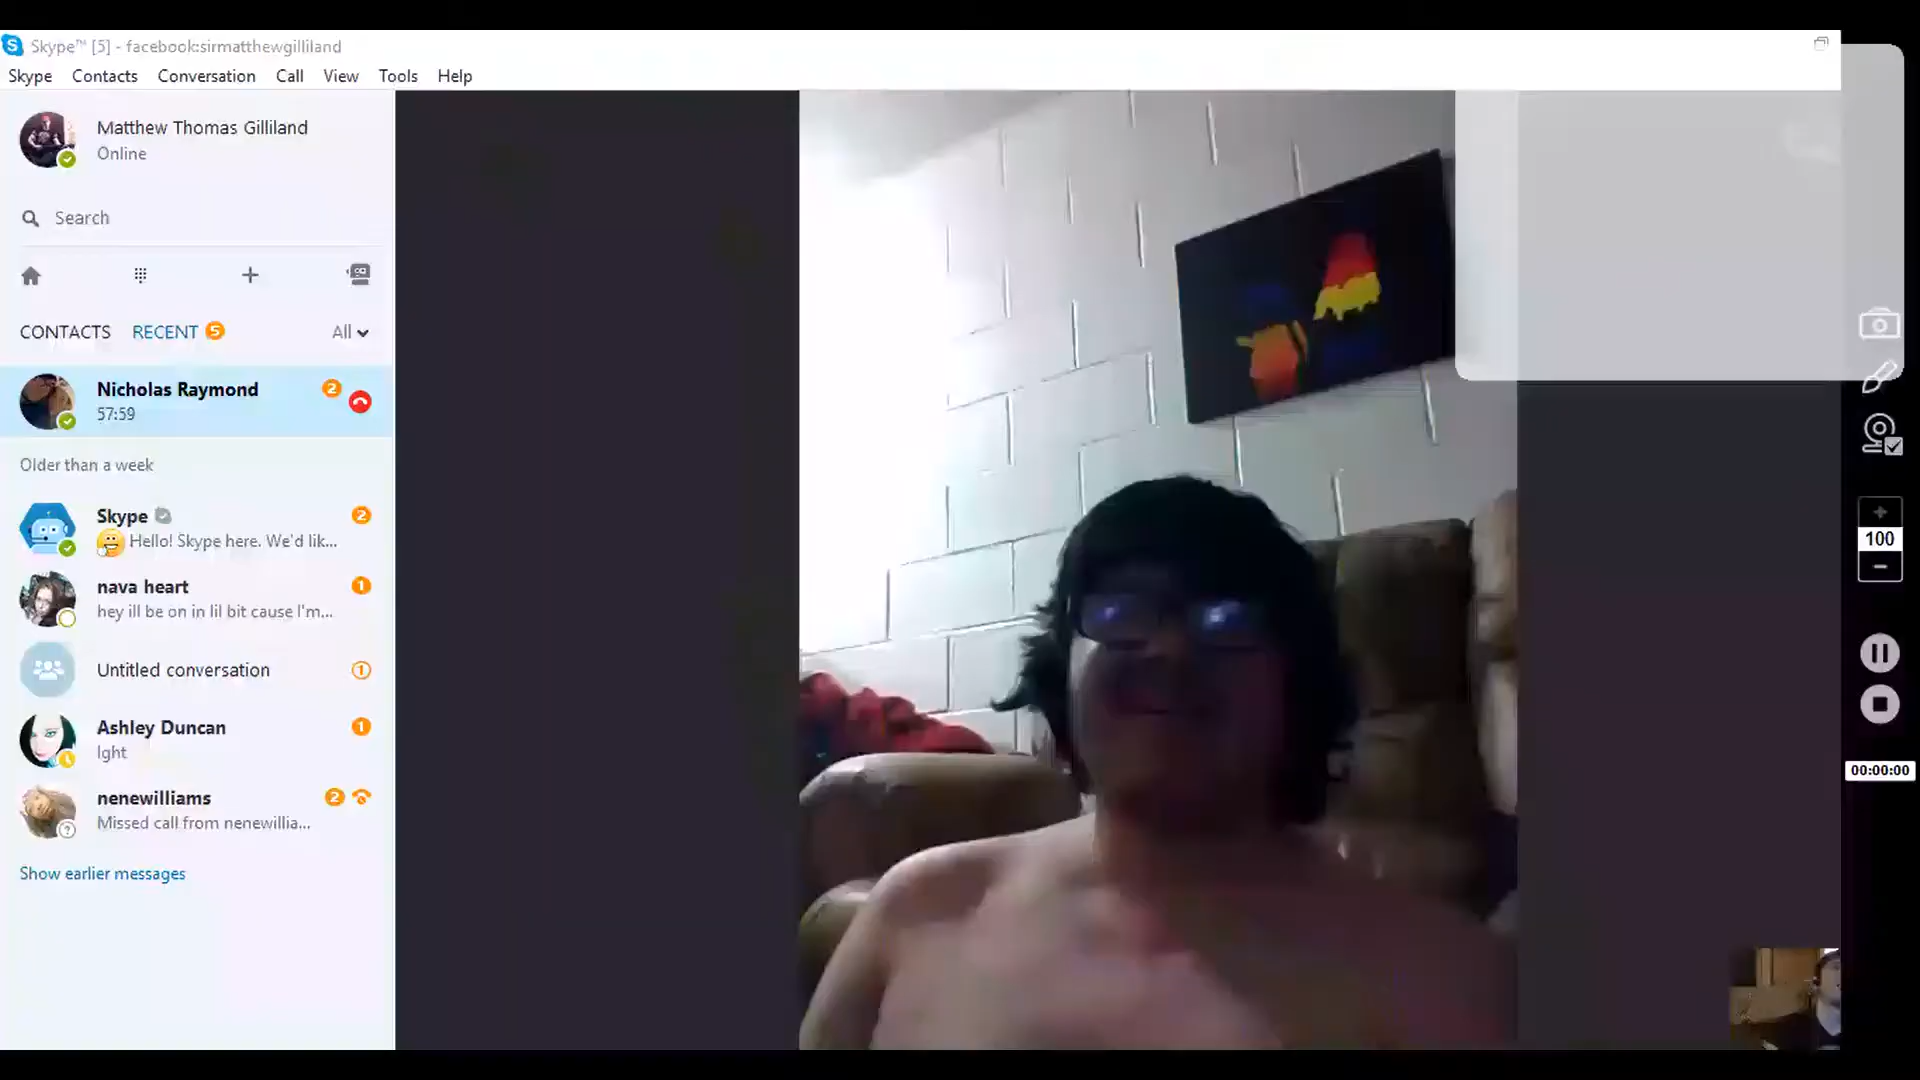 Skype™ [5] - facebook:sirmatthewgilliland
Skype Contacts Conversation Call View Tools Help
Matthew Thomas Gilliland
Online
Search
CONTACTS RECENT 5 All
Nicholas Raymond 2
57:59
Older than a week
Skype 2
Hello! Skype here. We'd lik...
nava heart 1
hey ill be on in lil bit cause I'm...
Untitled conversation 1
Ashley Duncan 1
lght
nenewilliams 2
Missed call from nenewillia...
Show earlier messages
+
100
-
00:00:00